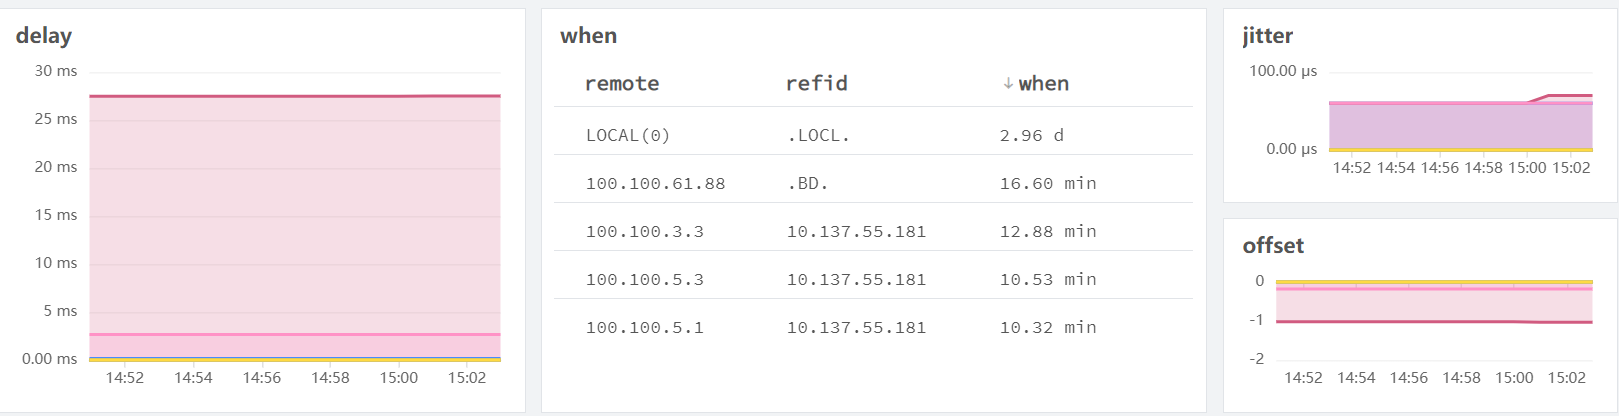 delay
30 ms
25 ms
20 ms
15 ms
10 ms
5 ms
0.00 ms
14:52 14:54 14:56 14:58 15:00 15:02
when
remote refid ↓ when
LOCAL(0) .LOCL. 2.96 d
100.100.61.88 .BD. 16.60 min
100.100.3.3 10.137.55.181 12.88 min
100.100.5.3 10.137.55.181 10.53 min
100.100.5.1 10.137.55.181 10.32 min
jitter
100.00 µs
0.00 µs
14:52 14:54 14:56 14:58 15:00 15:02
offset
0
-1
-2
14:52 14:54 14:56 14:58 15:00 15:02